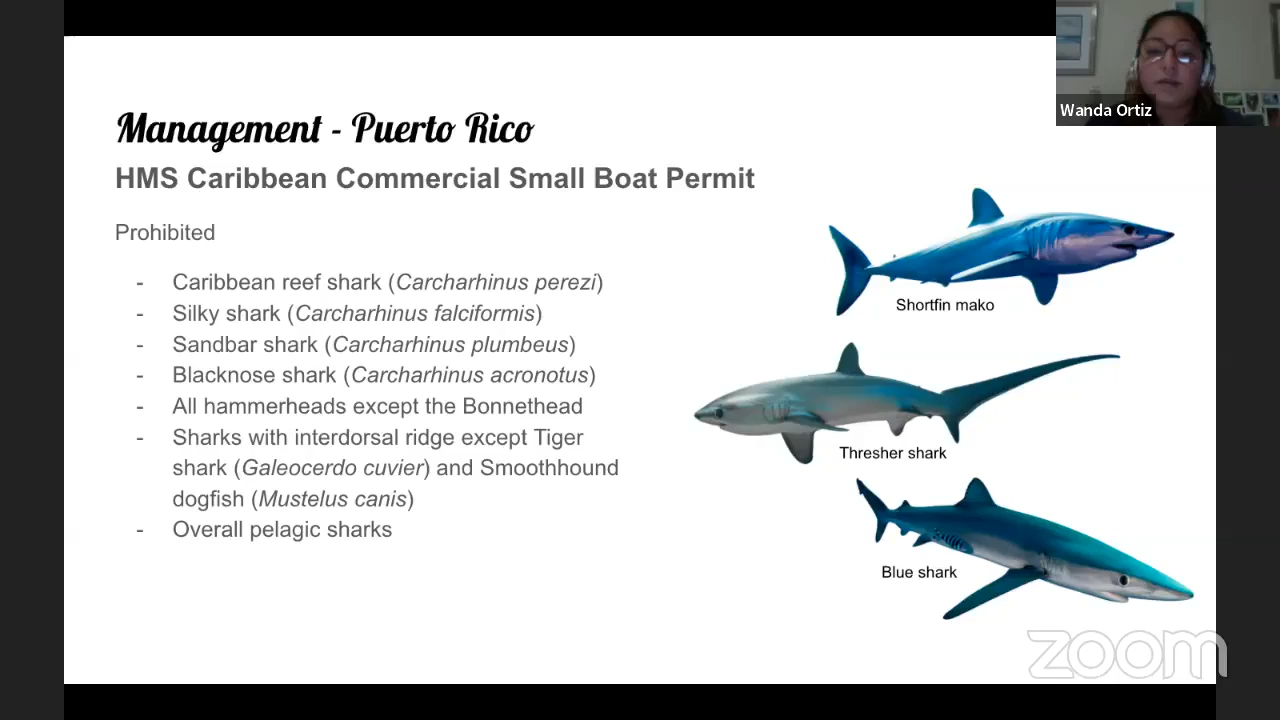 Wanda Ortiz
Management - Puerto Rico
HMS Caribbean Commercial Small Boat Permit
Prohibited
- Caribbean reef shark (Carcharhinus perezi)
- Silky shark (Carcharhinus falciformis)
- Sandbar shark (Carcharhinus plumbeus)
- Blacknose shark (Carcharhinus acronotus)
- All hammerheads except the Bonnethead
- Sharks with interdorsal ridge except Tiger
shark (Galeocerdo cuvier) and Smoothhound
dogfish (Mustelus canis)
- Overall pelagic sharks
Shortfin mako
Thresher shark
Blue shark
zoom